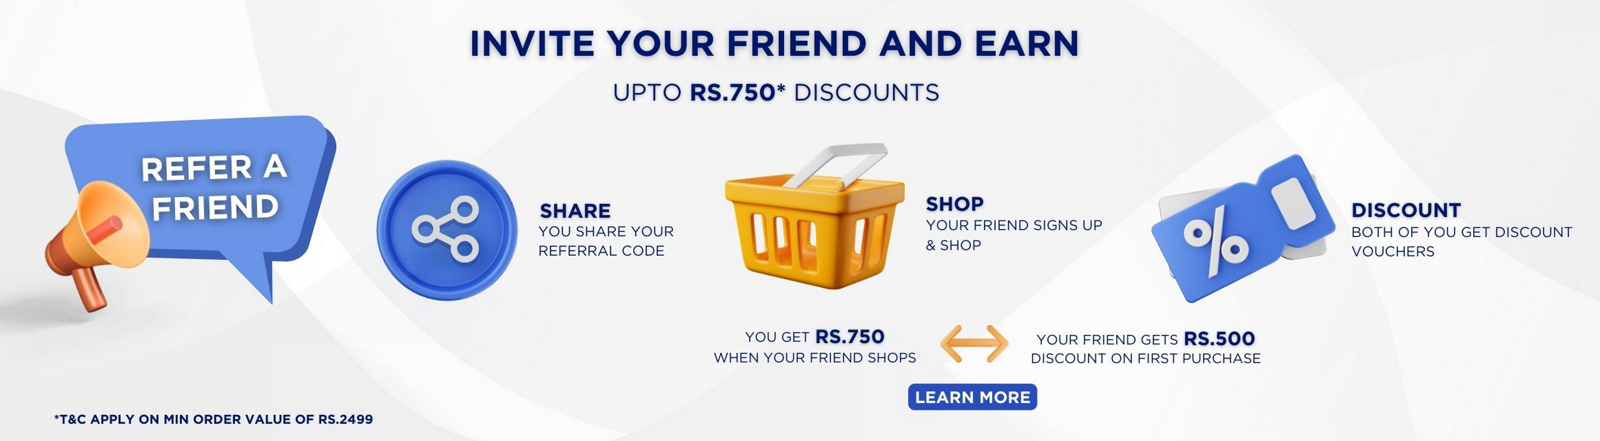 INVITE YOUR FRIEND AND EARN
UPTO RS.750* DISCOUNTS
REFER A
FRIEND
SHARE
YOU SHARE YOUR
REFERRAL CODE
SHOP
YOUR FRIEND SIGNS UP
& SHOP
%
DISCOUNT
BOTH OF YOU GET DISCOUNT
VOUCHERS
YOU GET RS.750
WHEN YOUR FRIEND SHOPS
YOUR FRIEND GETS RS.500
DISCOUNT ON FIRST PURCHASE
LEARN MORE
*T&C APPLY ON MIN ORDER VALUE OF RS.2499